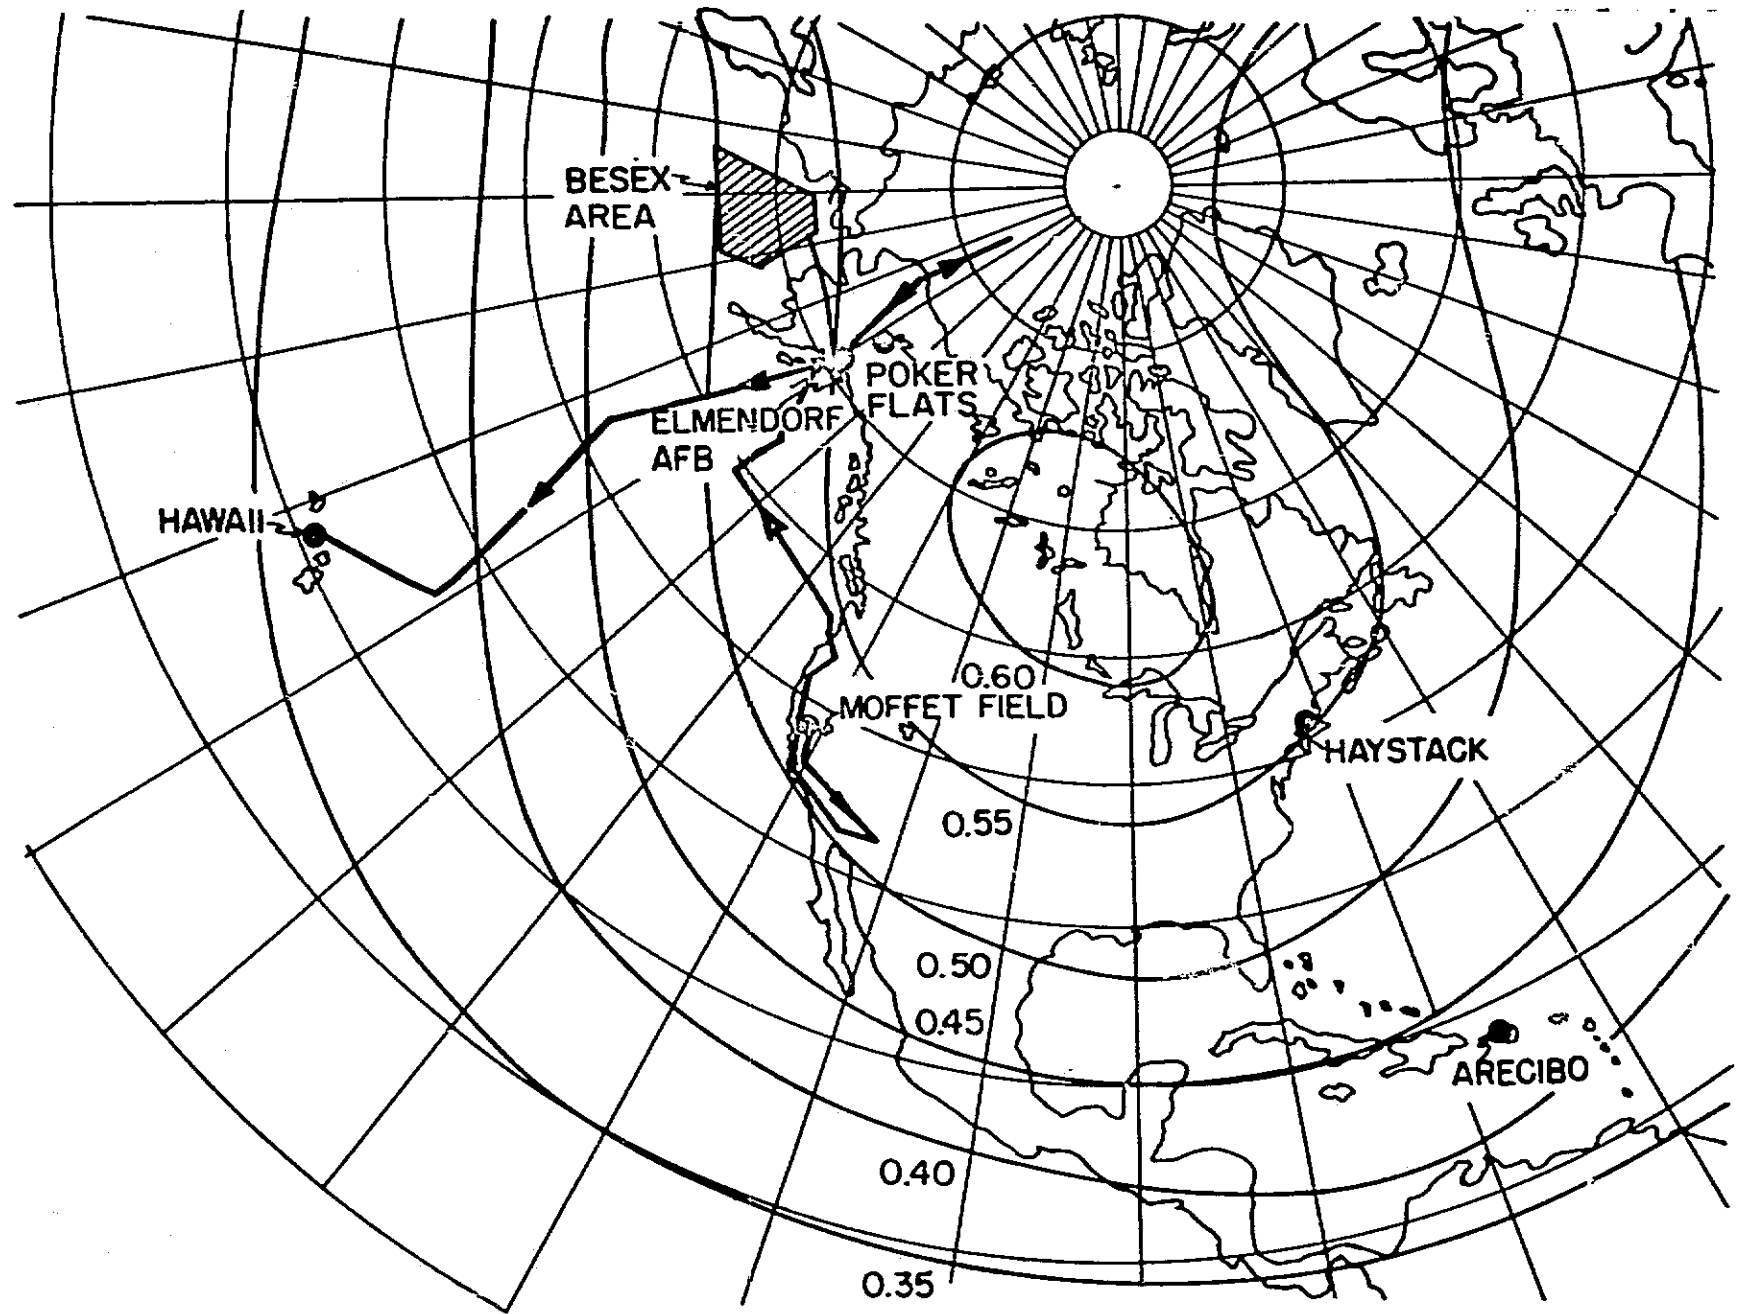 BESEX
AREA
POKER
FLATS
ELMENDORF
AFB
HAWAII
0.60
MOFFET FIELD
HAYSTACK
0.55
0.50
0.45
ARECIBO
0.40
0.35